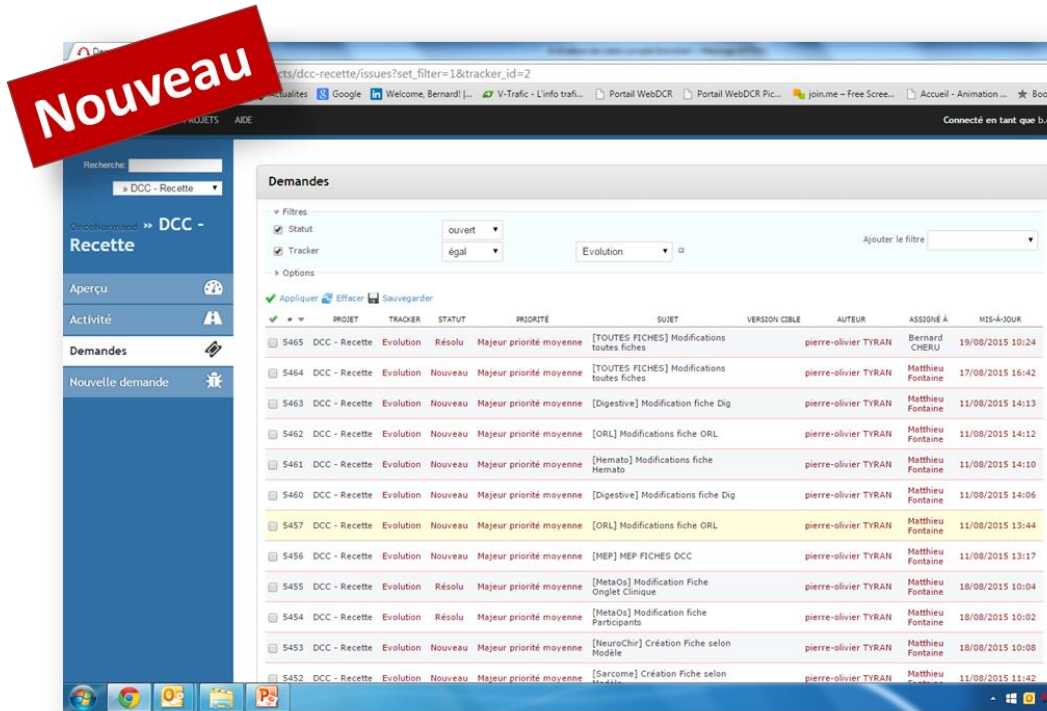 Nouveau
cts/dcc-recette/issues?set_filter=1&tracker_id=2
Actualites Google Welcome, Bernard! |... V-Trafic - L'info trafi... Portail WebDCR Portail WebDCR Pic... join.me – Free Scree... Accueil - Animation ... Boo
ROJETS AIDE Connecté en tant que b.
Recherche:
» DCC - Recette
OncoNormand » DCC -
Recette
Aperçu
Activité
Demandes
Nouvelle demande
Demandes
Filtres
Statut ouvert
Ajouter le filtre
Tracker égal Evolution
Options
Appliquer Effacer Sauvegarder
# PROJET TRACKER STATUT PRIORITÉ SUJET VERSION CIBLE AUTEUR ASSIGNÉ À MIS-À-JOUR
5465 DCC - Recette Evolution Résolu Majeur priorité moyenne [TOUTES FICHES] Modifications pierre-olivier TYRAN Bernard 19/08/2015 10:24
toutes fiches CHERU
5464 DCC - Recette Evolution Nouveau Majeur priorité moyenne [TOUTES FICHES] Modifications pierre-olivier TYRAN Matthieu 17/08/2015 16:42
toutes fiches Fontaine
5463 DCC - Recette Evolution Nouveau Majeur priorité moyenne [Digestive] Modification fiche Dig pierre-olivier TYRAN Matthieu 11/08/2015 14:13
Fontaine
5462 DCC - Recette Evolution Nouveau Majeur priorité moyenne [ORL] Modifications fiche ORL pierre-olivier TYRAN Matthieu 11/08/2015 14:12
Fontaine
5461 DCC - Recette Evolution Nouveau Majeur priorité moyenne [Hemato] Modifications fiche pierre-olivier TYRAN Matthieu 11/08/2015 14:10
Hemato Fontaine
5460 DCC - Recette Evolution Nouveau Majeur priorité moyenne [Digestive] Modifications fiche Dig pierre-olivier TYRAN Matthieu 11/08/2015 14:06
Fontaine
5457 DCC - Recette Evolution Nouveau Majeur priorité moyenne [ORL] Modifications fiche ORL pierre-olivier TYRAN Matthieu 11/08/2015 13:44
Fontaine
5456 DCC - Recette Evolution Nouveau Majeur priorité moyenne [MEP] MEP FICHES DCC pierre-olivier TYRAN Matthieu 11/08/2015 13:17
Fontaine
5455 DCC - Recette Evolution Résolu Majeur priorité moyenne [MetaOs] Modification Fiche pierre-olivier TYRAN Matthieu 18/08/2015 10:04
Onglet Clinique Fontaine
5454 DCC - Recette Evolution Résolu Majeur priorité moyenne [MetaOs] Modification fiche pierre-olivier TYRAN Matthieu 18/08/2015 10:02
Participants Fontaine
5453 DCC - Recette Evolution Nouveau Majeur priorité moyenne [NeuroChir] Création Fiche selon pierre-olivier TYRAN Matthieu 18/08/2015 10:08
Modèle Fontaine
5452 DCC - Recette Evolution Nouveau Majeur priorité moyenne [Sarcome] Création Fiche selon pierre-olivier TYRAN Matthieu 11/08/2015 11:42